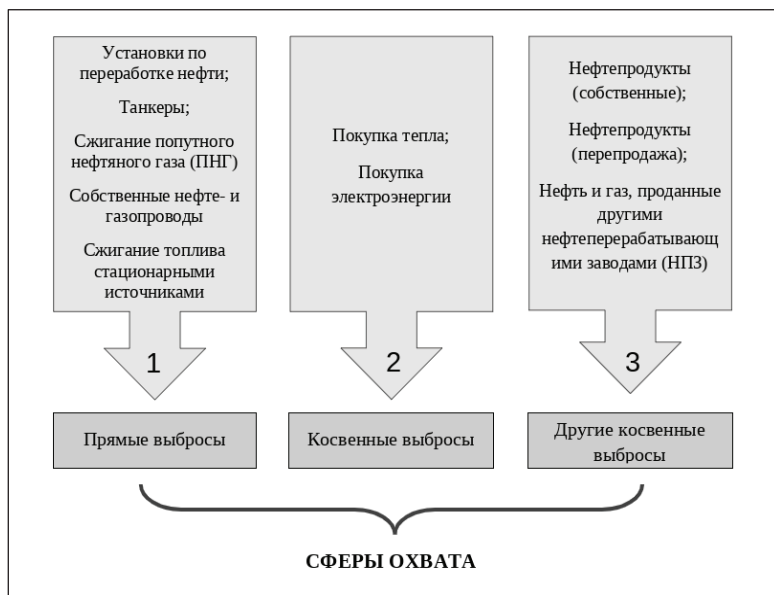 Установки по
переработке нефти;
Танкеры;
Сжигание попутного
нефтяного газа (ПНГ)
Собственные нефте- и
газопроводы
Сжигание топлива
стационарными
источниками
1
Прямые выбросы
Покупка тепла;
Покупка
электроэнергии
2
Косвенные выбросы
Нефтепродукты
(собственные);
Нефтепродукты
(перепродажа);
Нефть и газ, проданные
другими
нефтеперерабатывающ
ими заводами (НПЗ)
3
Другие косвенные
выбросы
СФЕРЫ ОХВАТА